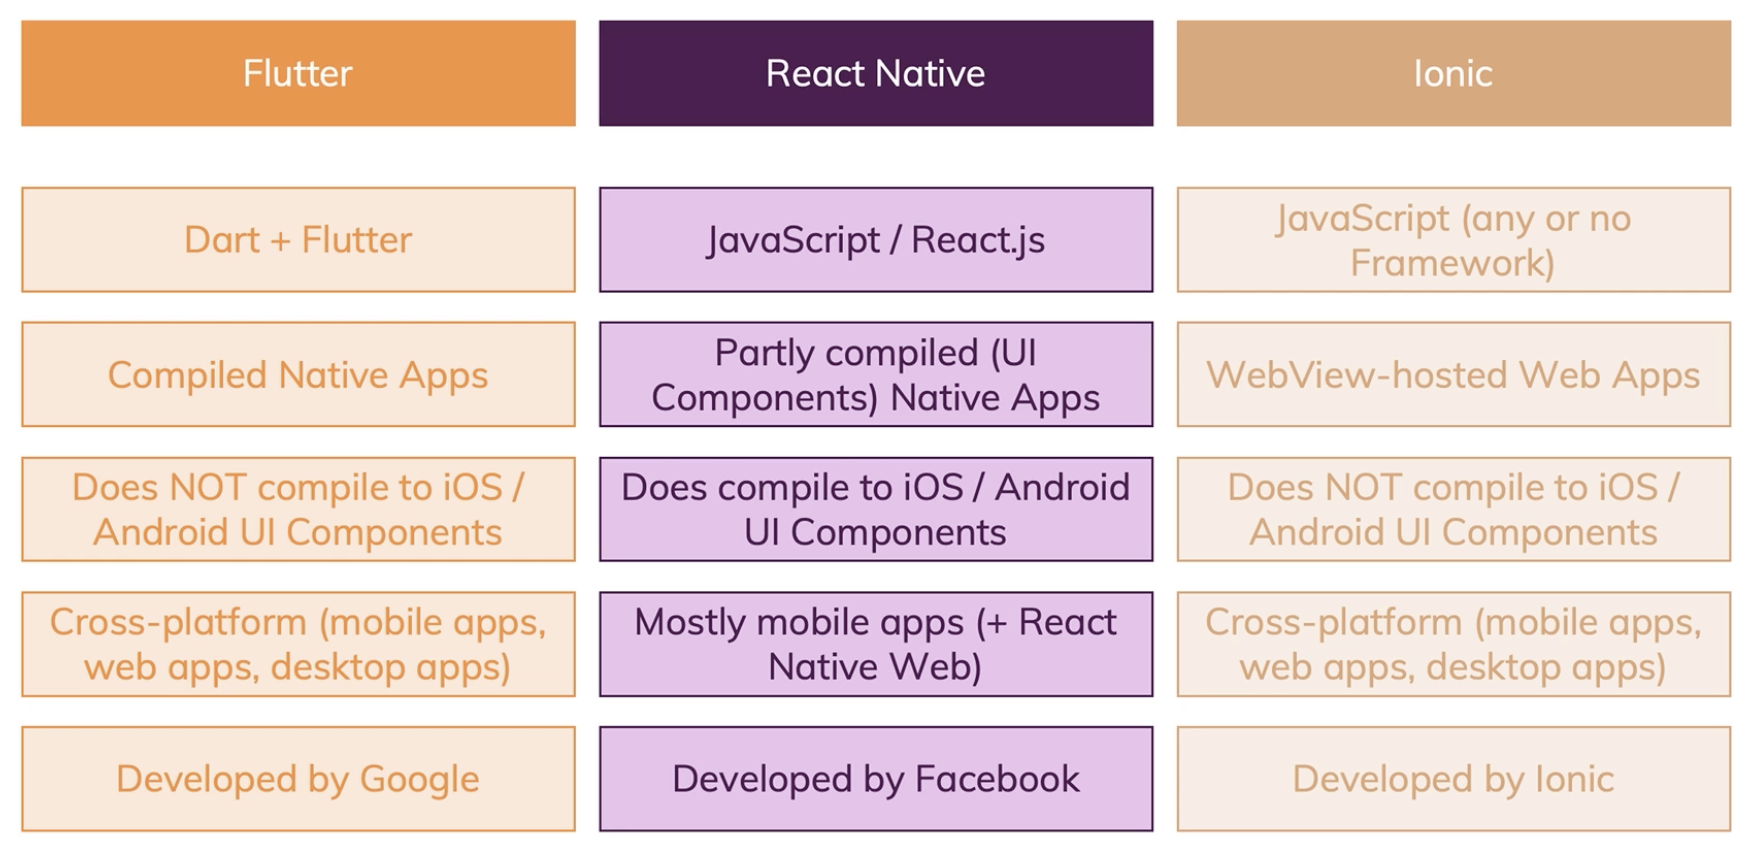 Flutter
React Native
Ionic
Dart + Flutter
JavaScript / React.js
JavaScript (any or no
Framework)
Compiled Native Apps
Partly compiled (UI
Components) Native Apps
WebView-hosted Web Apps
Does NOT compile to iOS /
Android UI Components
Does compile to iOS / Android
UI Components
Does NOT compile to iOS /
Android UI Components
Cross-platform (mobile apps,
web apps, desktop apps)
Mostly mobile apps (+ React
Native Web)
Cross-platform (mobile apps,
web apps, desktop apps)
Developed by Google
Developed by Facebook
Developed by Ionic